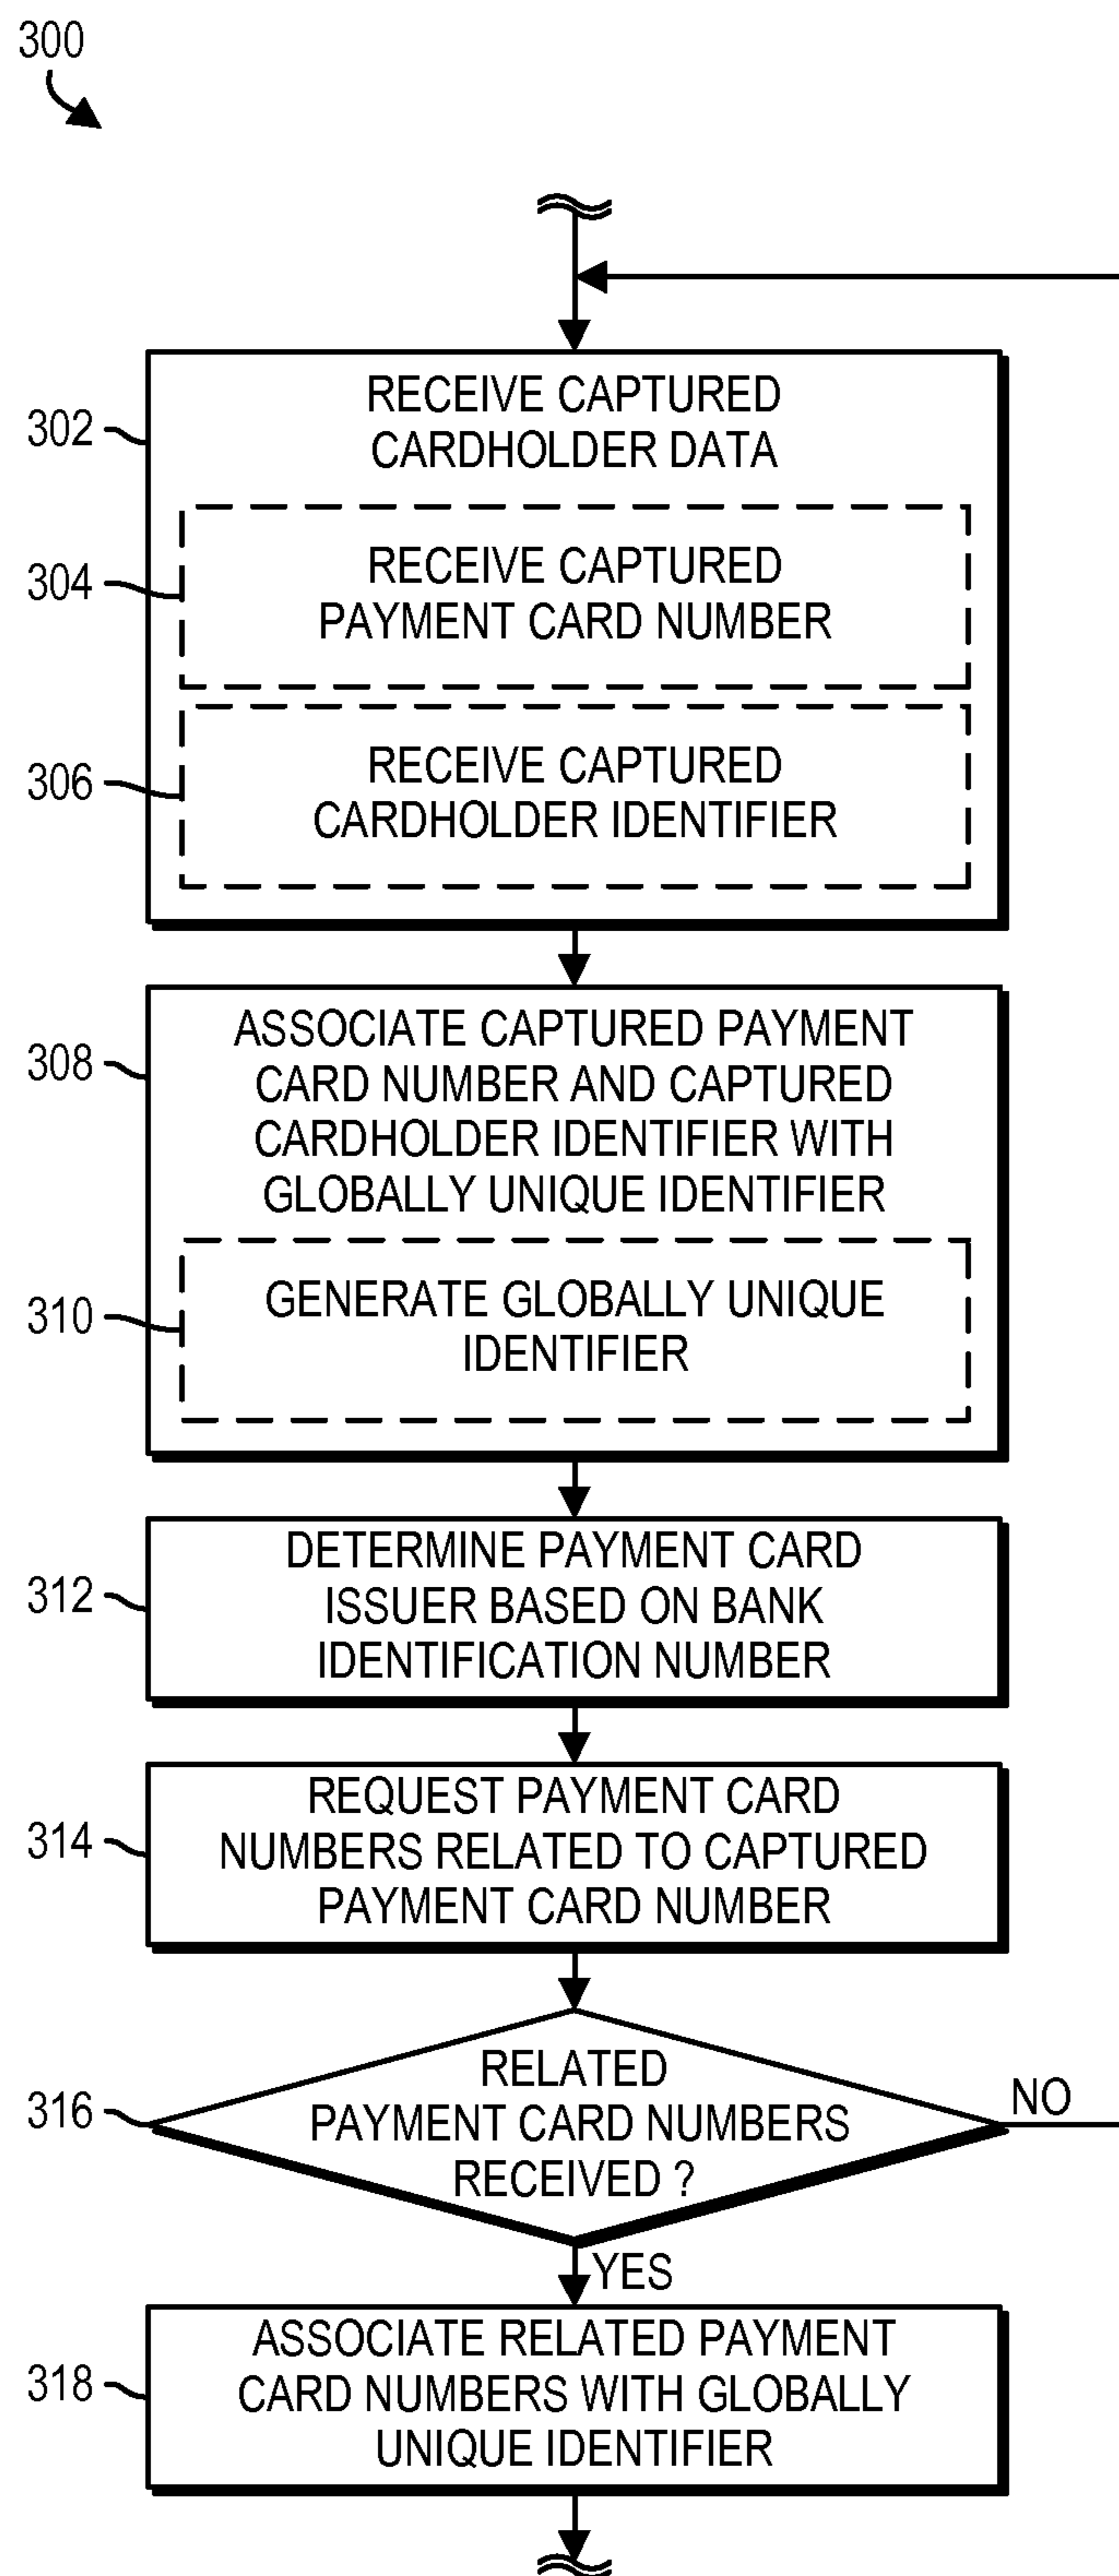 300
302
RECEIVE CAPTURED
CARDHOLDER DATA
304
RECEIVE CAPTURED
PAYMENT CARD NUMBER
306
RECEIVE CAPTURED
CARDHOLDER IDENTIFIER
308
ASSOCIATE CAPTURED PAYMENT
CARD NUMBER AND CAPTURED
CARDHOLDER IDENTIFIER WITH
GLOBALLY UNIQUE IDENTIFIER
310
GENERATE GLOBALLY UNIQUE
IDENTIFIER
312
DETERMINE PAYMENT CARD
ISSUER BASED ON BANK
IDENTIFICATION NUMBER
314
REQUEST PAYMENT CARD
NUMBERS RELATED TO CAPTURED
PAYMENT CARD NUMBER
316
RELATED
PAYMENT CARD NUMBERS
RECEIVED ?
NO
YES
318
ASSOCIATE RELATED PAYMENT
CARD NUMBERS WITH GLOBALLY
UNIQUE IDENTIFIER